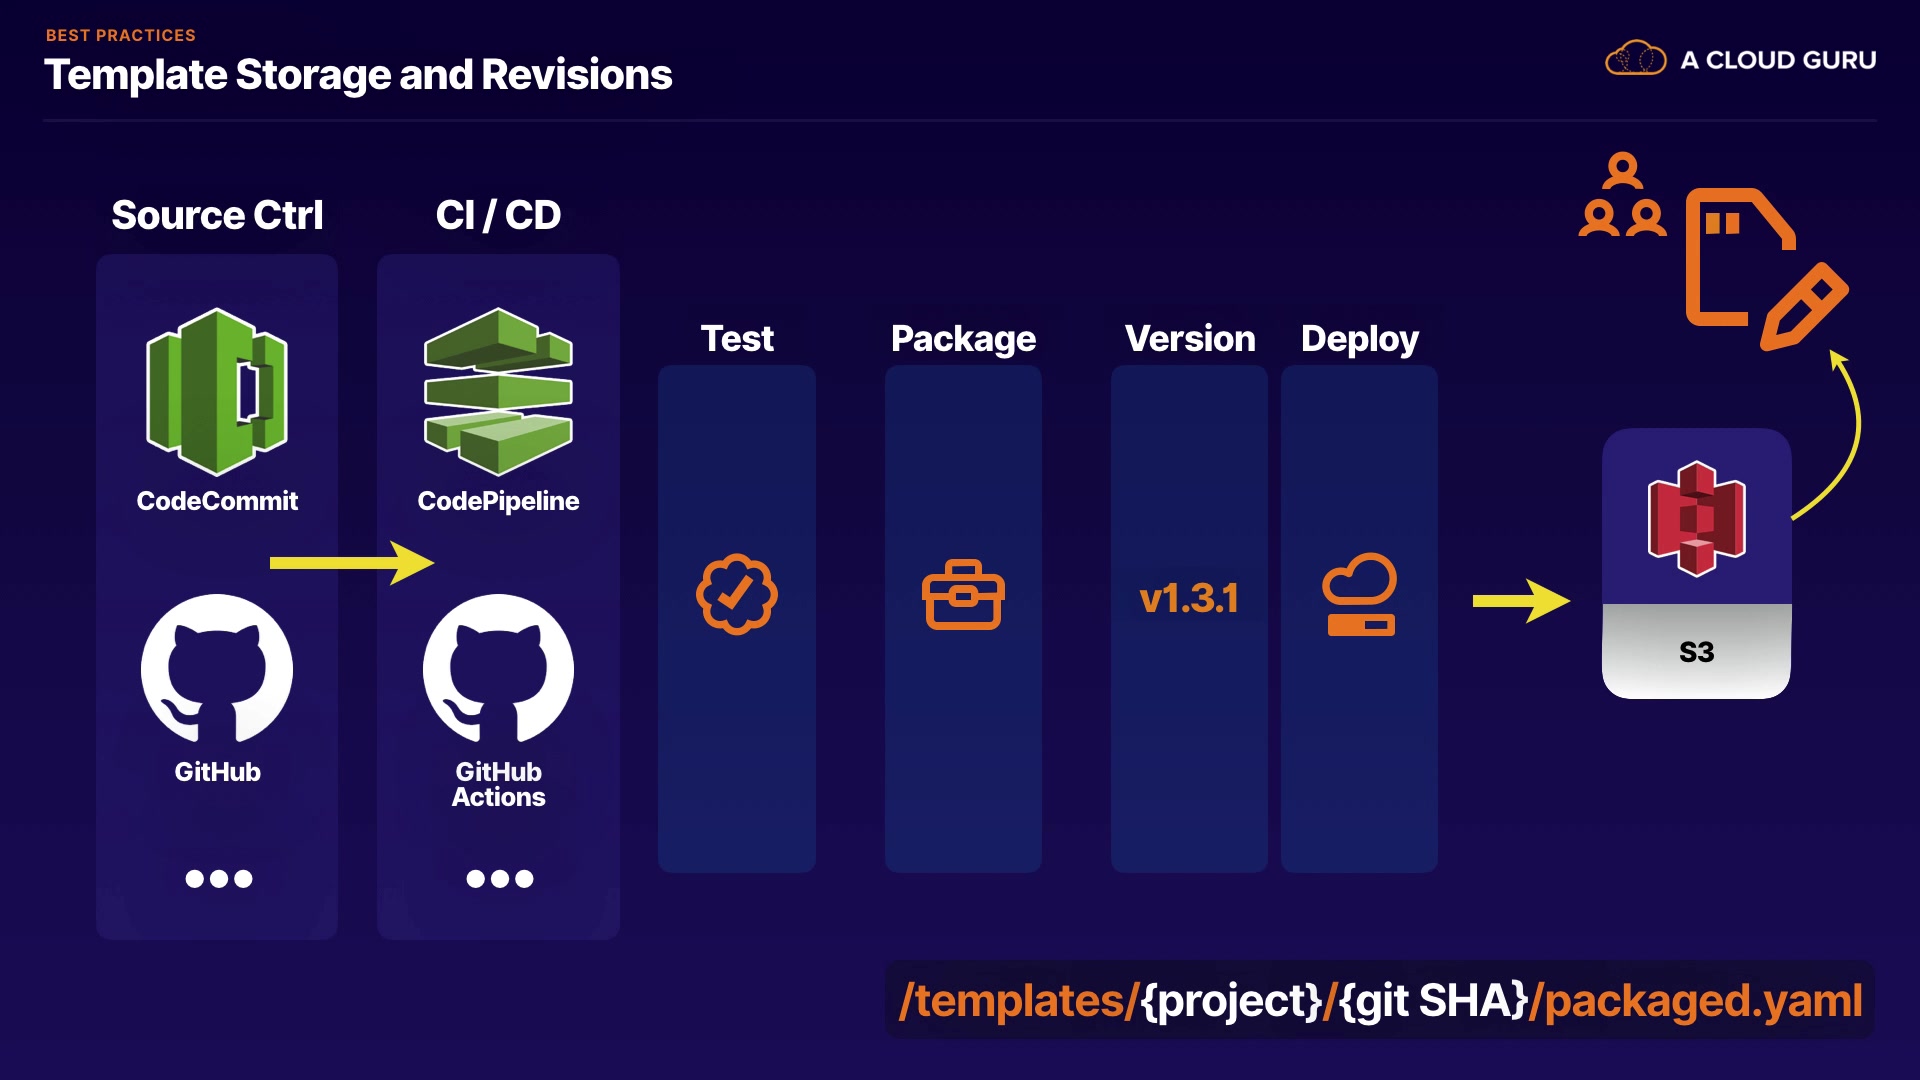 BEST PRACTICES
Template Storage and Revisions
A CLOUD GURU
Source Ctrl
CI / CD
CodeCommit
CodePipeline
GitHub
GitHub
Actions
Test
Package
Version
Deploy
v1.3.1
S3
/templates/{project}/{git SHA}/packaged.yaml